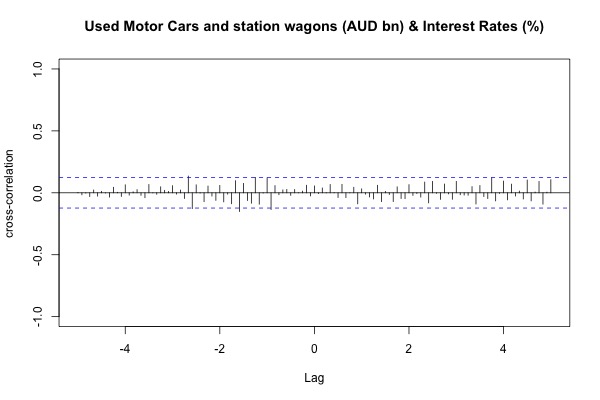 Used Motor Cars and station wagons (AUD bn) & Interest Rates (%)
cross-correlation
1.0
0.5
0.0
-0.5
-1.0
-4 -2 0 2 4
Lag